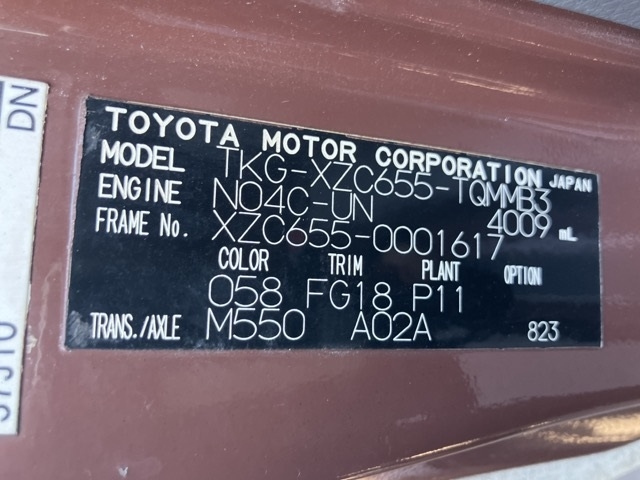 TOYOTA MOTOR CORPORATION JAPAN
MODEL TKG-XZC655-TQMMB3
ENGINE N04C-UN 4009 mL
FRAME No. XZC655-0001617
COLOR TRIM PLANT OPTION
058 FG18 P11
TRANS./AXLE M550 A02A 823
DN